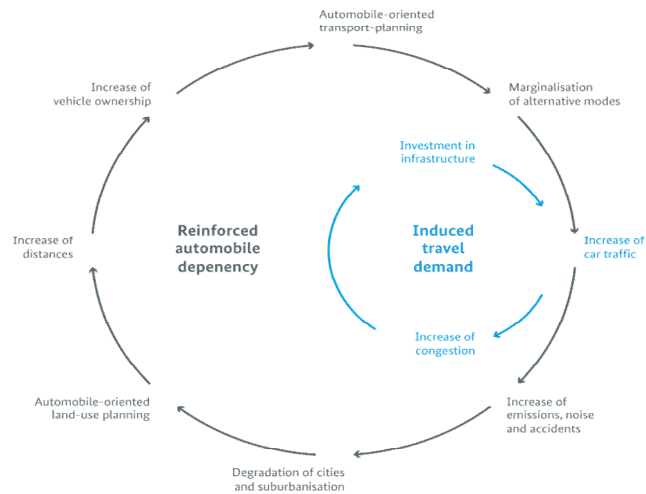 Automobile-oriented
transport-planning
Increase of
vehicle ownership
Marginalisation
of alternative modes
Investment in
infrastructure
Reinforced
automobile
depenency
Induced
travel
demand
Increase of
distances
Increase of
car traffic
Increase of
congestion
Automobile-oriented
land-use planning
Increase of
emissions, noise
and accidents
Degradation of cities
and suburbanisation